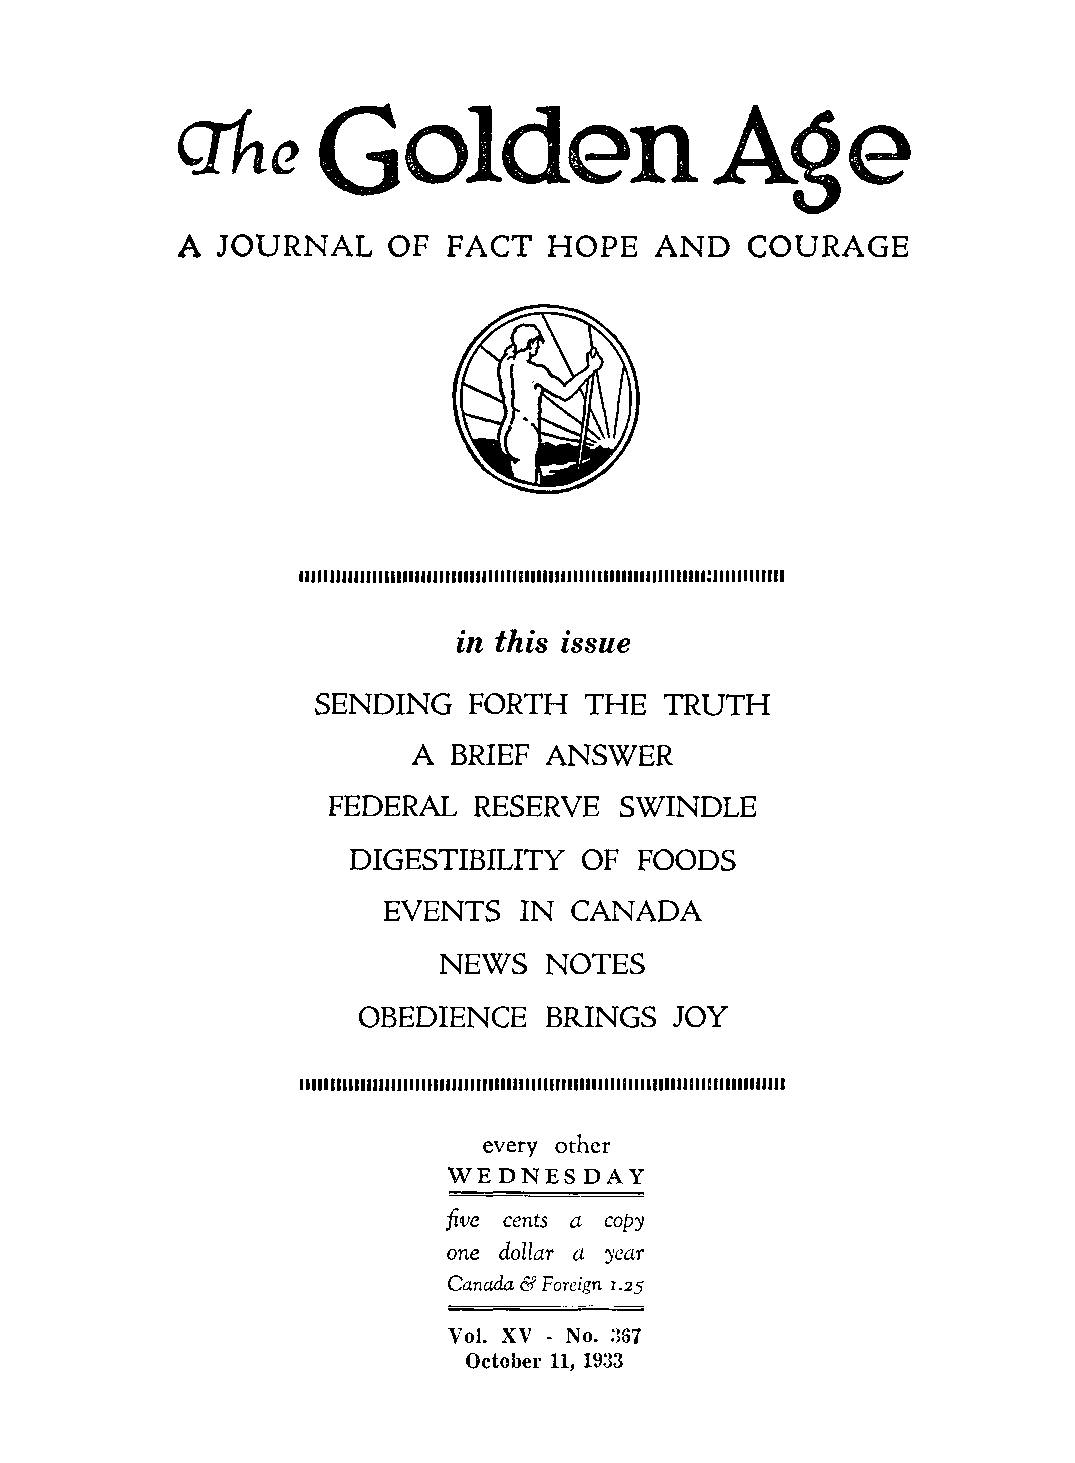 The Golden Age
A JOURNAL OF FACT HOPE AND COURAGE
in this issue
SENDING FORTH THE TRUTH
A BRIEF ANSWER
FEDERAL RESERVE SWINDLE
DIGESTIBILITY OF FOODS
EVENTS IN CANADA
NEWS NOTES
OBEDIENCE BRINGS JOY
every other
WEDNESDAY
five cents a copy
one dollar a year
Canada & Foreign 1.25
Vol. XV - No. 367
October 11, 1933